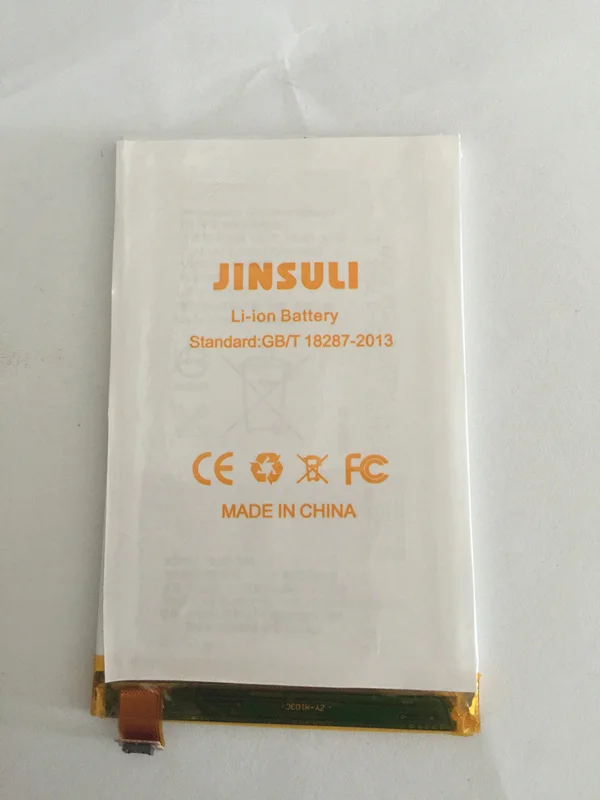 JINSULI
Li-ion Battery
Standard:GB/T 18287-2013
CE FC
MADE IN CHINA